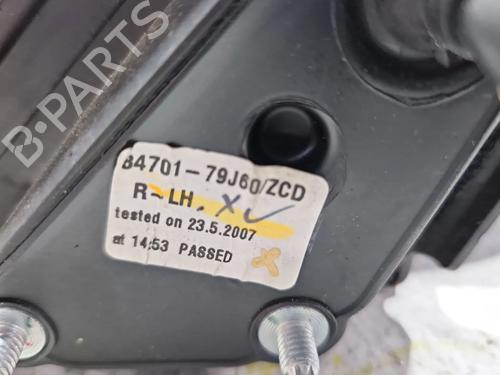 B-PARTS
84701-79J60/ZCD
R-LH.
tested on 23.5.2007
at 14:53 PASSED